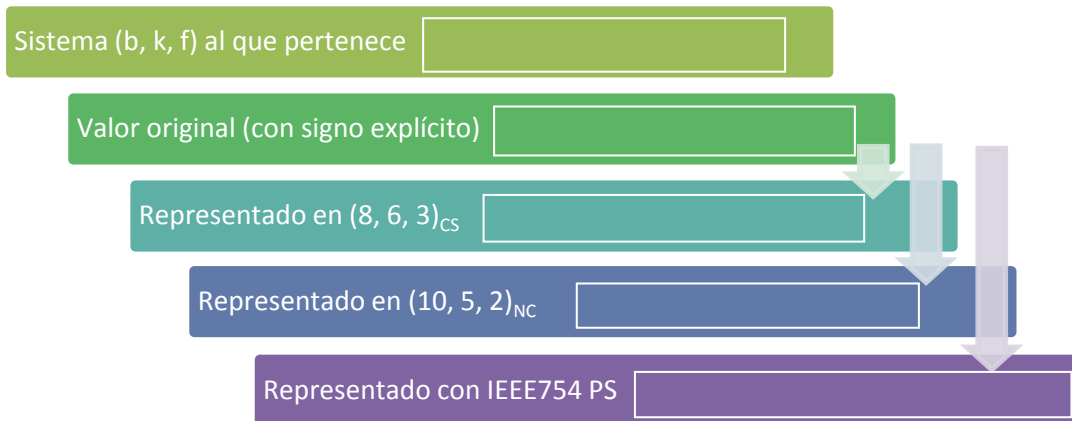 Sistema (b, k, f) al que pertenece
Valor original (con signo explícito)
Representado en (8, 6, 3)CS
Representado en (10, 5, 2)NC
Representado con IEEE754 PS